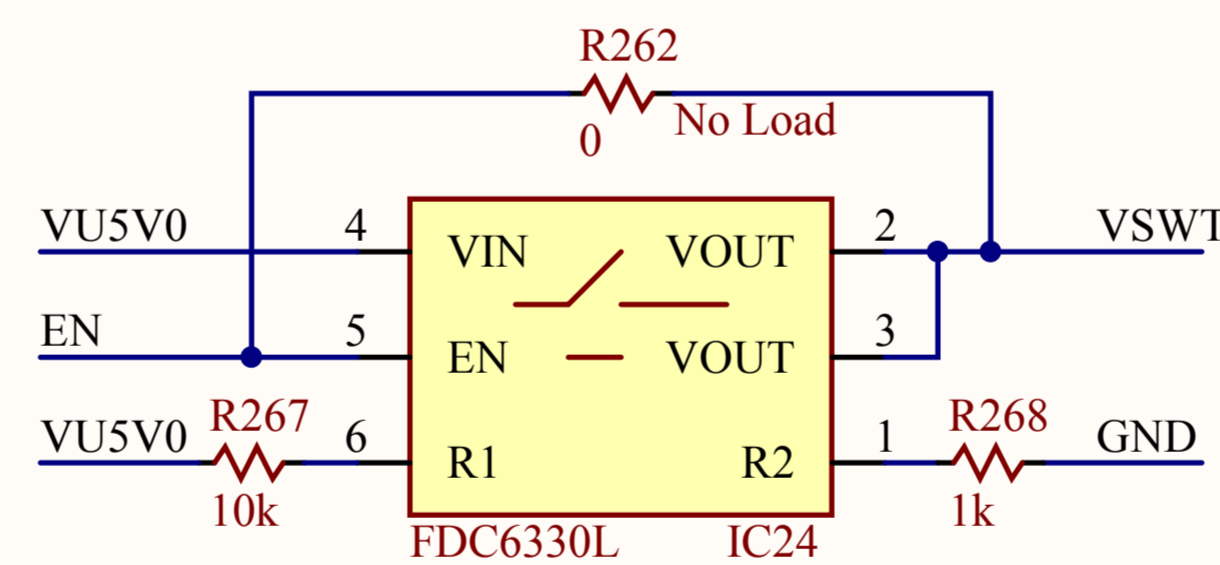 R262
0
No Load
VU5V0 4 VIN VOUT 2 VSWT
EN 5 EN VOUT 3
VU5V0 R267 10k 6 R1 R2 1 R268 1k GND
FDC6330L IC24